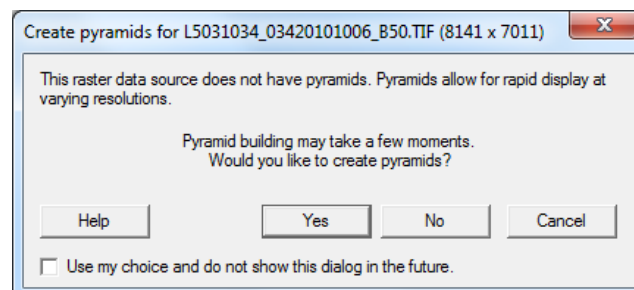 Create pyramids for L5031034_03420101006_B50.TIF (8141 x 7011)
This raster data source does not have pyramids. Pyramids allow for rapid display at
varying resolutions.
Pyramid building may take a few moments.
Would you like to create pyramids?
Help Yes No Cancel
Use my choice and do not show this dialog in the future.